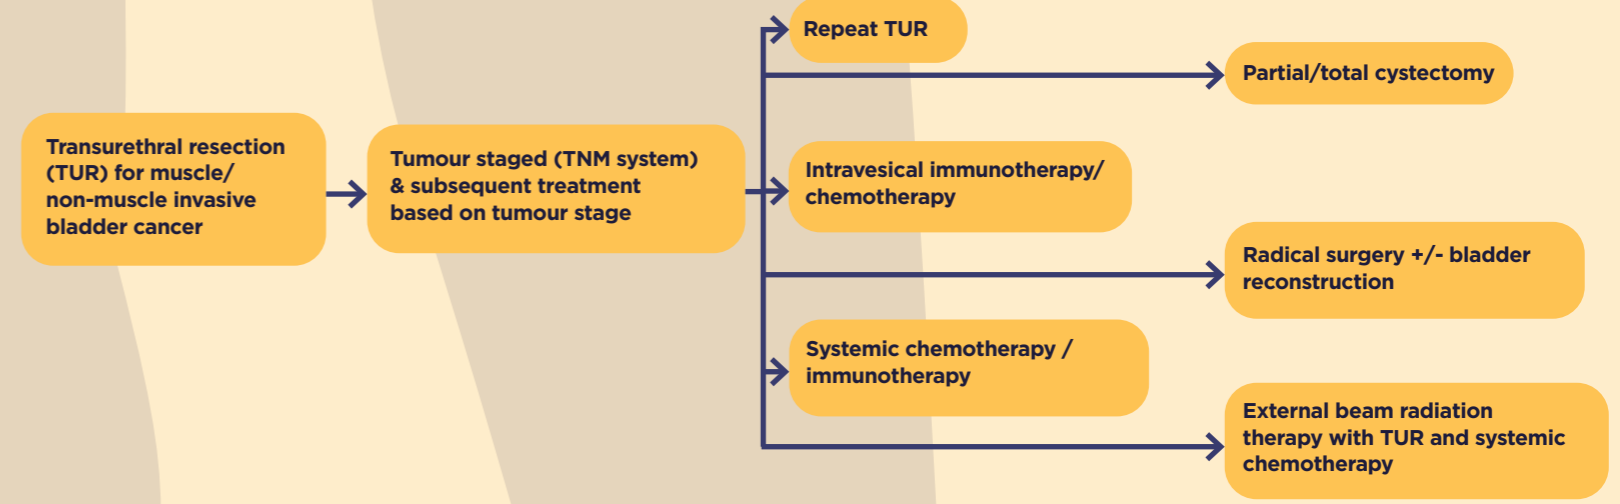 Transurethral resection
(TUR) for muscle/
non-muscle invasive
bladder cancer
Tumour staged (TNM system)
& subsequent treatment
based on tumour stage
Repeat TUR
Partial/total cystectomy
Intravesical immunotherapy/
chemotherapy
Radical surgery +/- bladder
reconstruction
Systemic chemotherapy /
immunotherapy
External beam radiation
therapy with TUR and systemic
chemotherapy